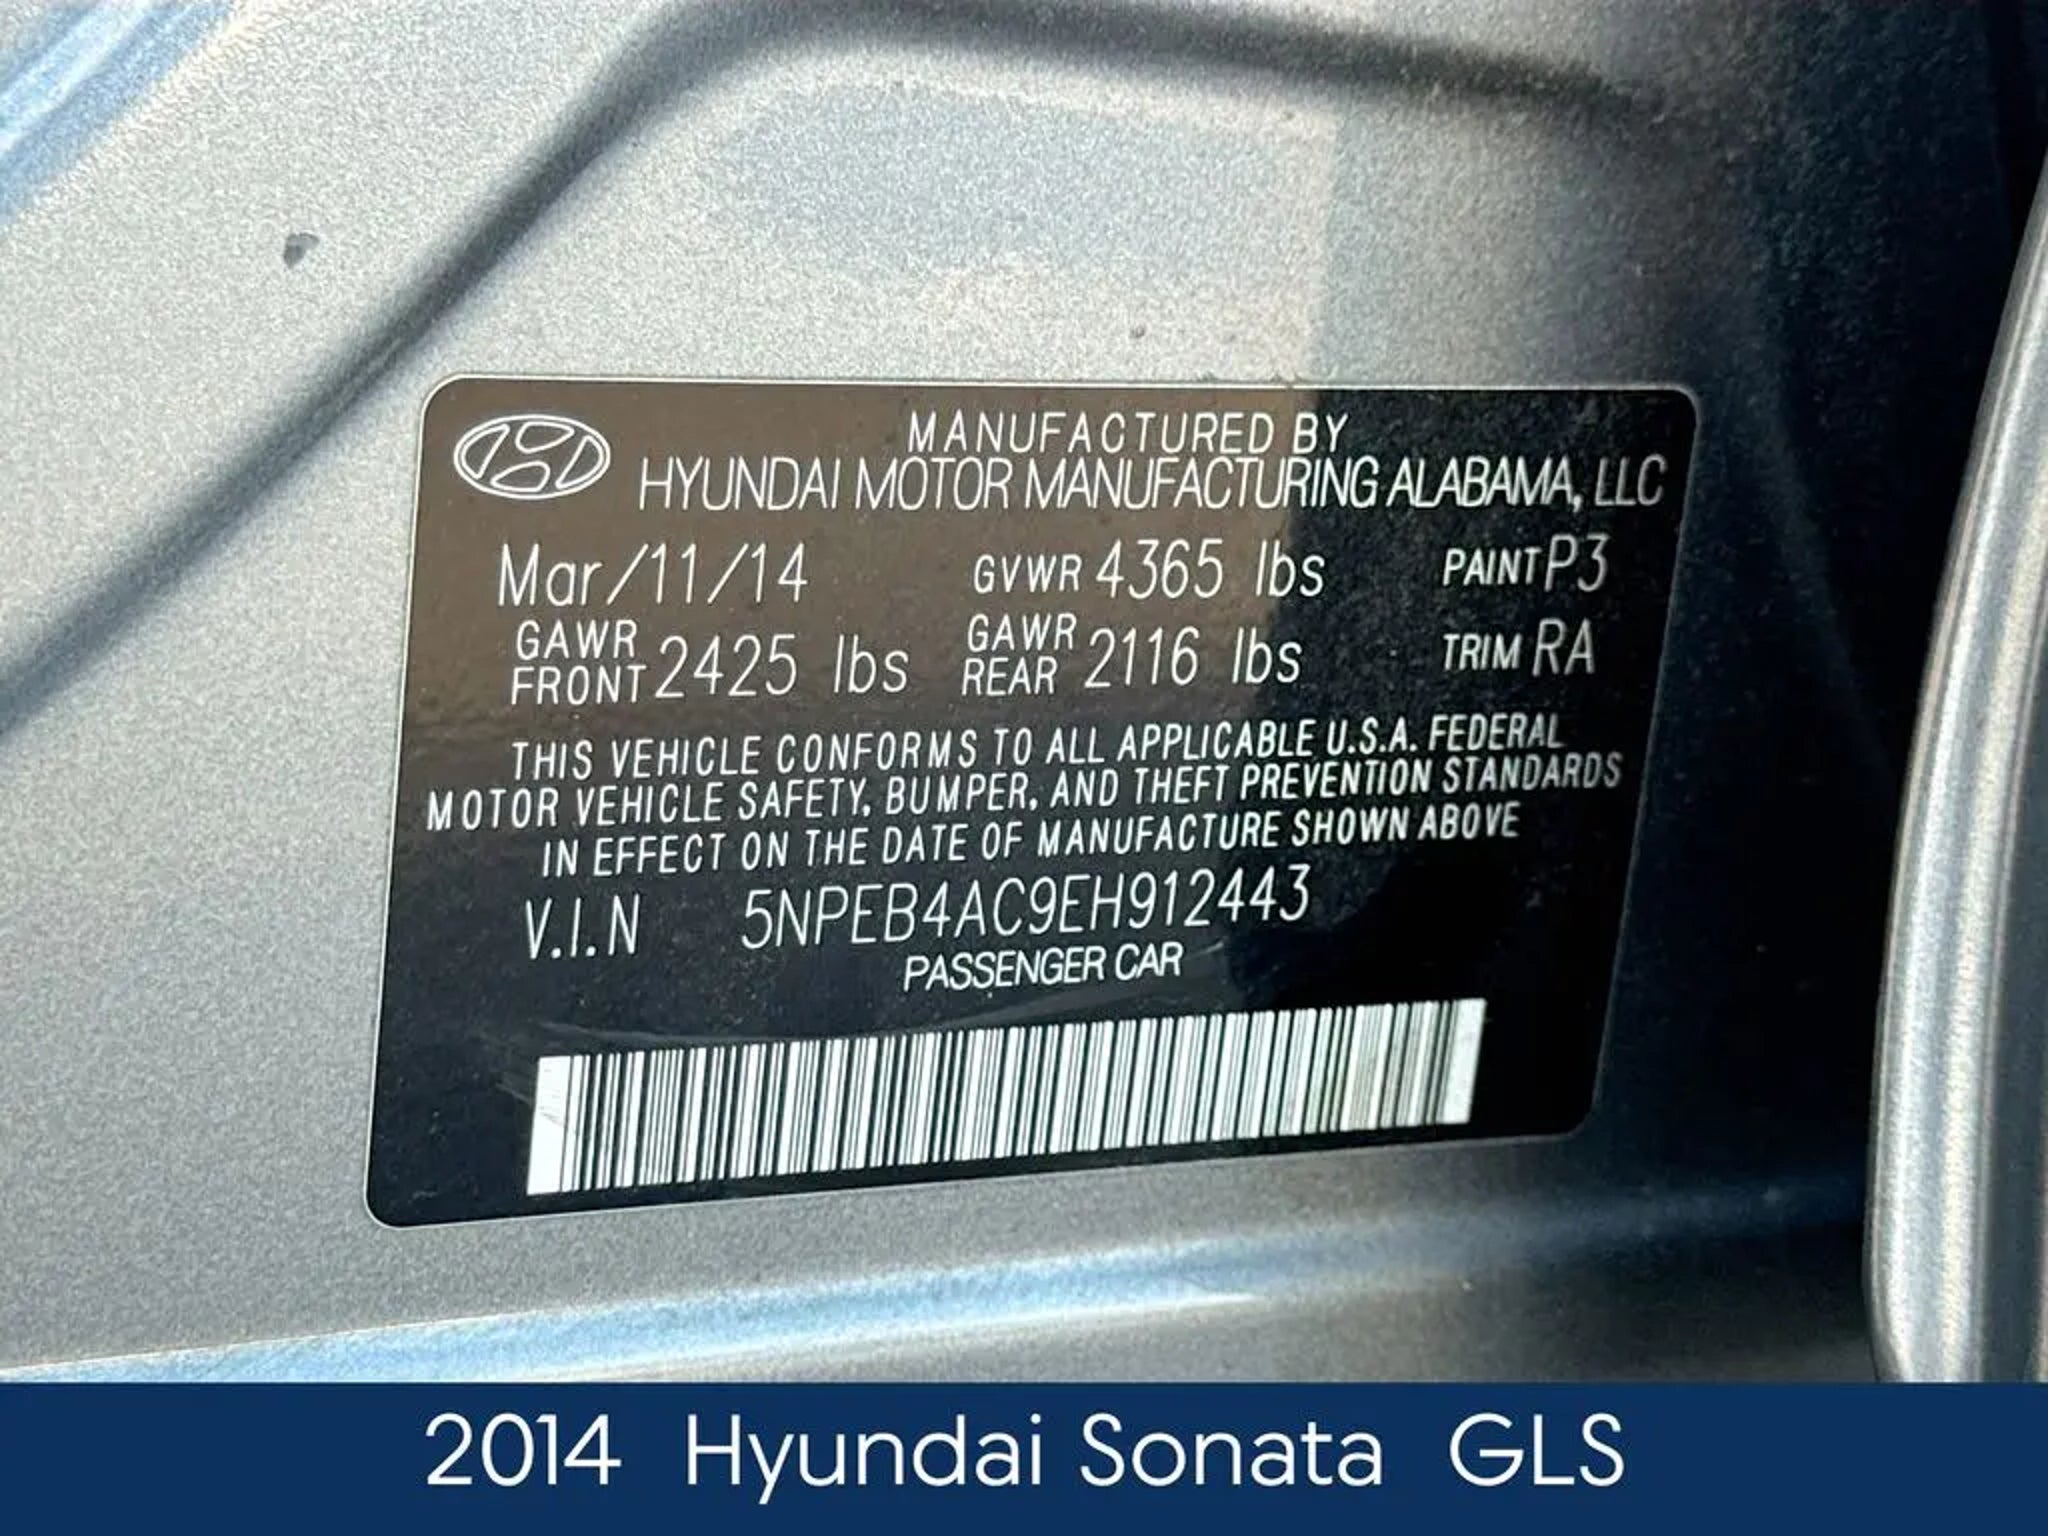 MANUFACTURED BY
HYUNDAI MOTOR MANUFACTURING ALABAMA, LLC
Mar/11/14 GVWR 4365 lbs PAINT P3
GAWR FRONT 2425 lbs GAWR REAR 2116 lbs TRIM RA
THIS VEHICLE CONFORMS TO ALL APPLICABLE U.S.A. FEDERAL
MOTOR VEHICLE SAFETY, BUMPER, AND THEFT PREVENTION STANDARDS
IN EFFECT ON THE DATE OF MANUFACTURE SHOWN ABOVE
V.I.N 5NPEB4AC9EH912443
PASSENGER CAR
2014 Hyundai Sonata GLS